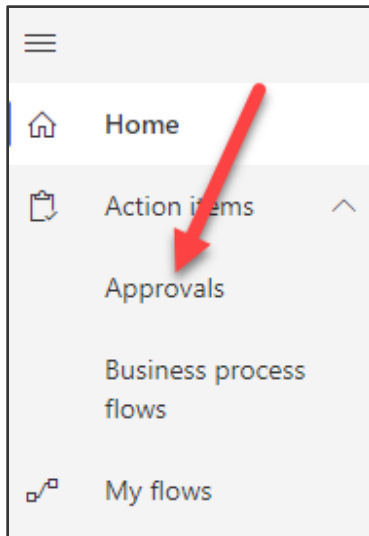 Home
Action items
Approvals
Business process
flows
My flows